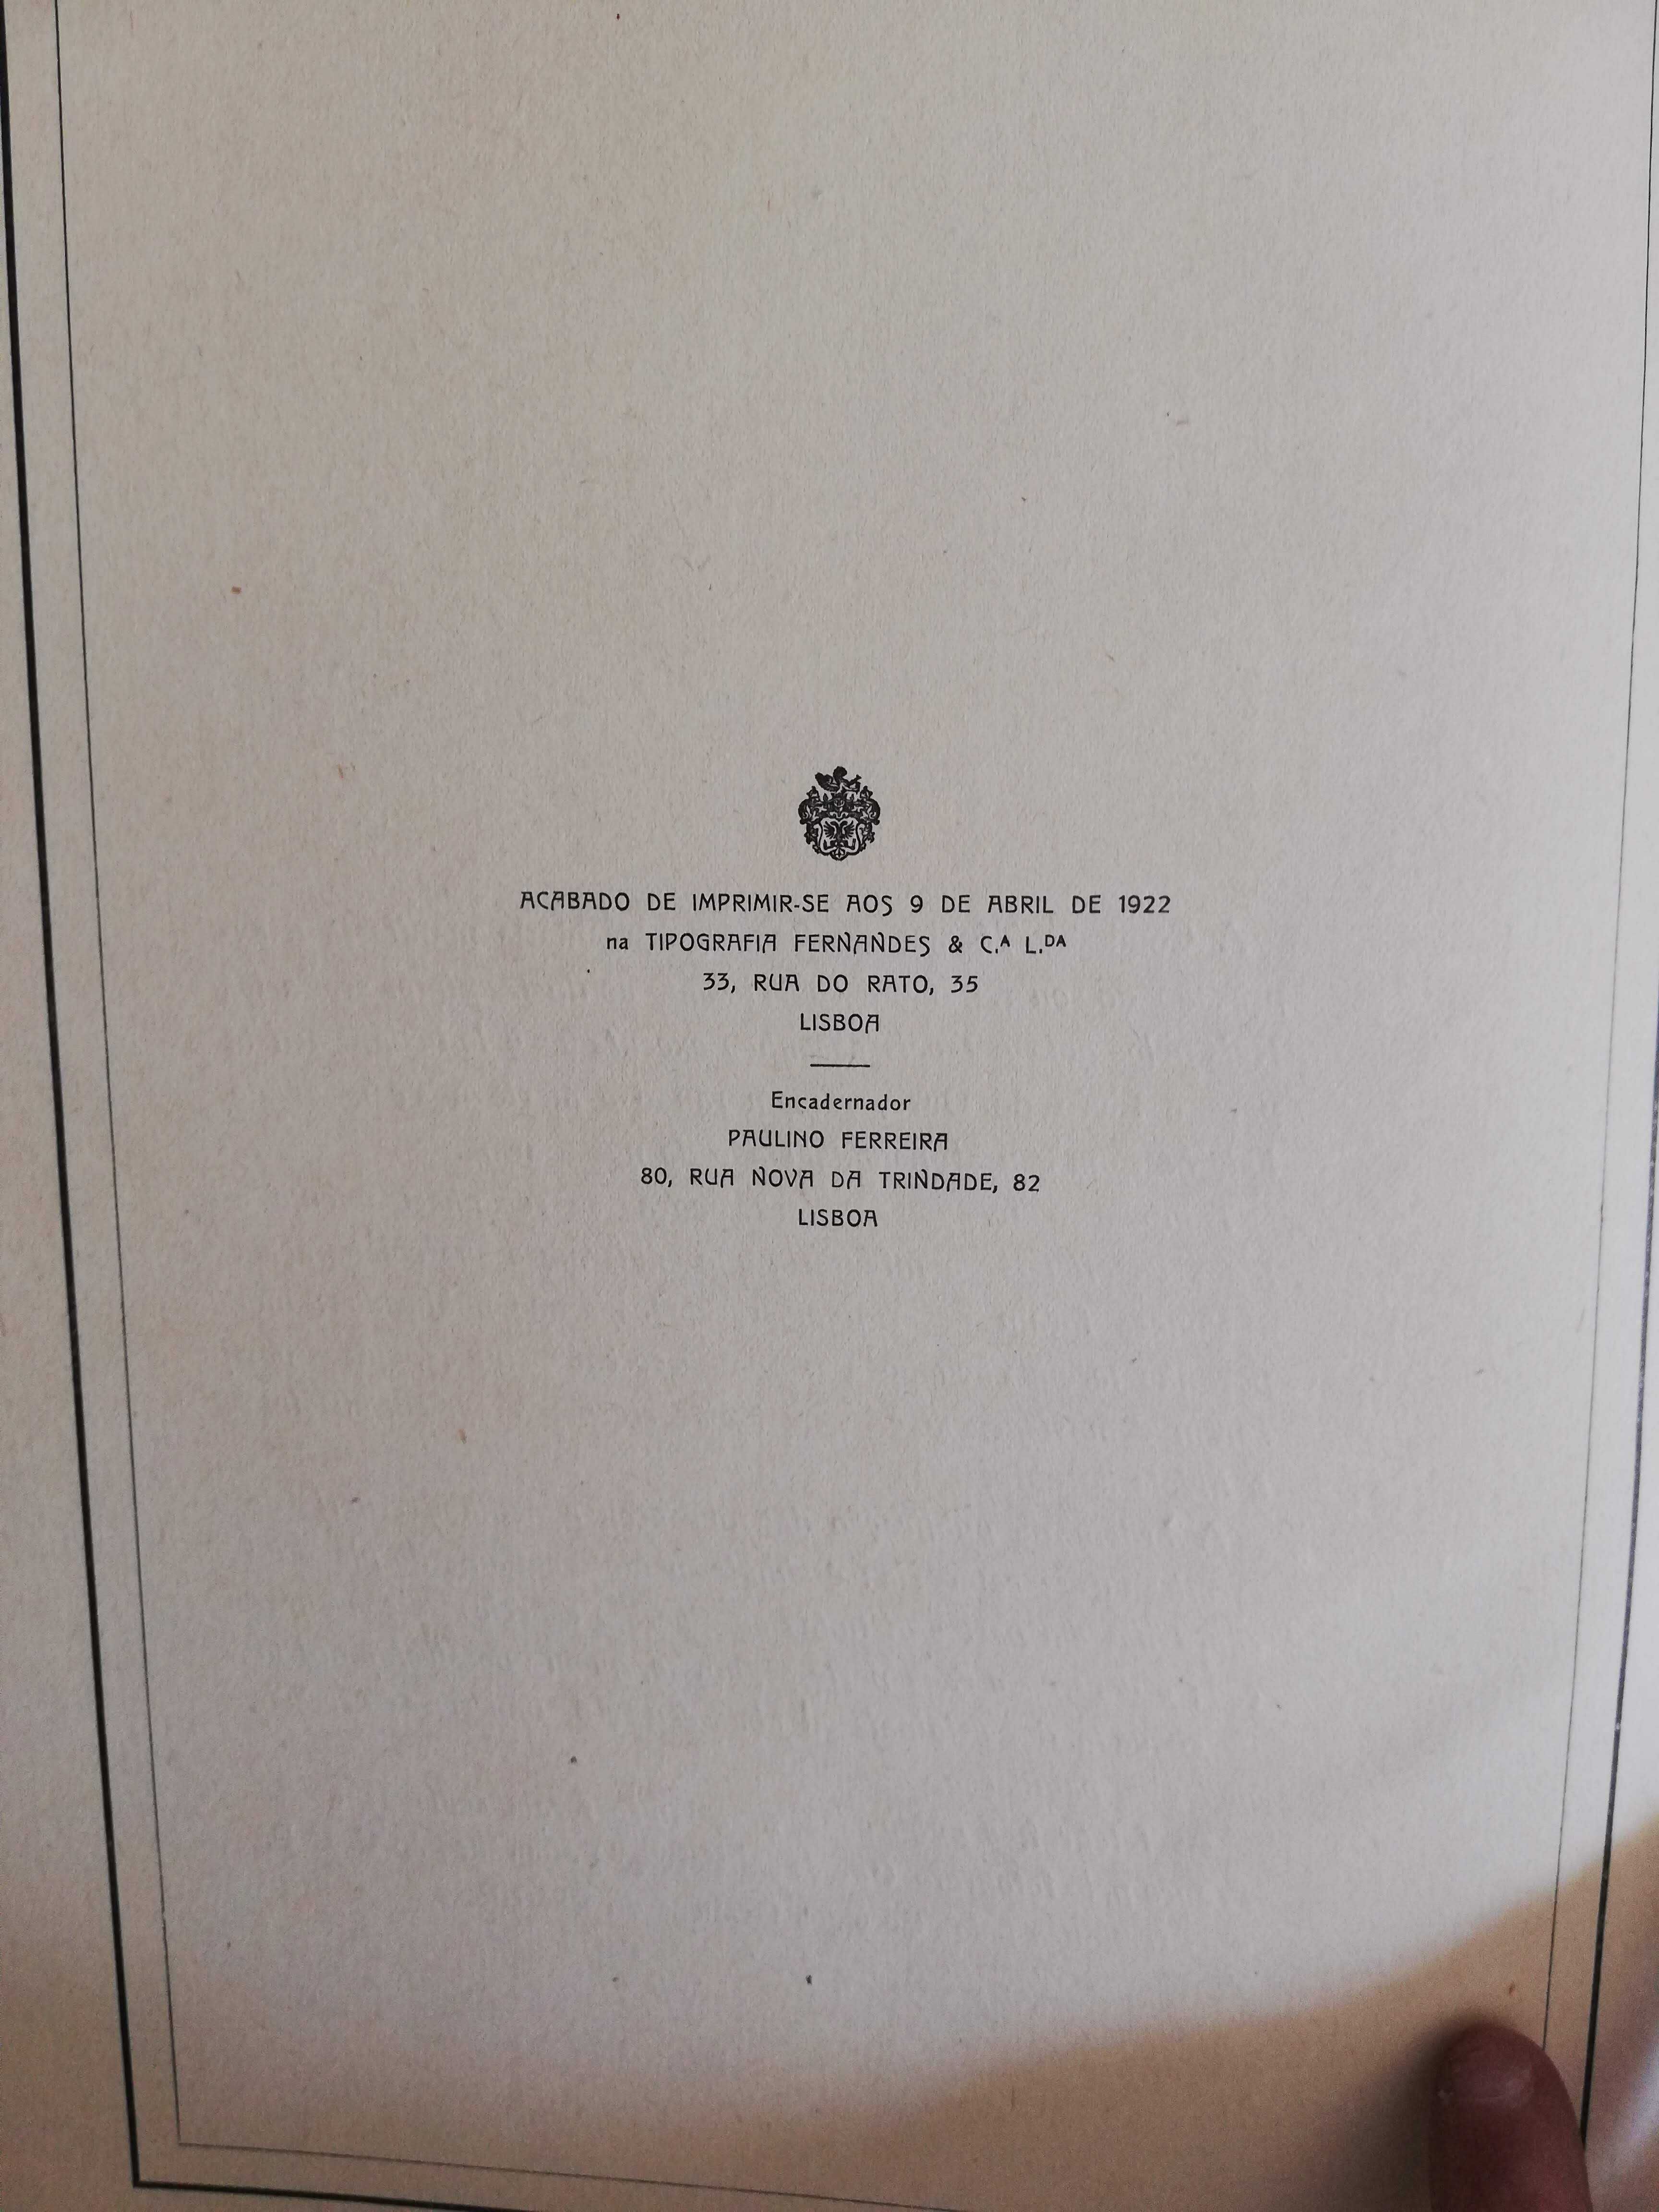 ACABADO DE IMPRIMIR-SE AOS 9 DE ABRIL DE 1922
na TIPOGRAFIA FERNANDES & C.A L.DA
33, RUA DO RATO, 35
LISBOA
Encadernador
PAULINO FERREIRA
80, RUA NOVA DA TRINDADE, 82
LISBOA